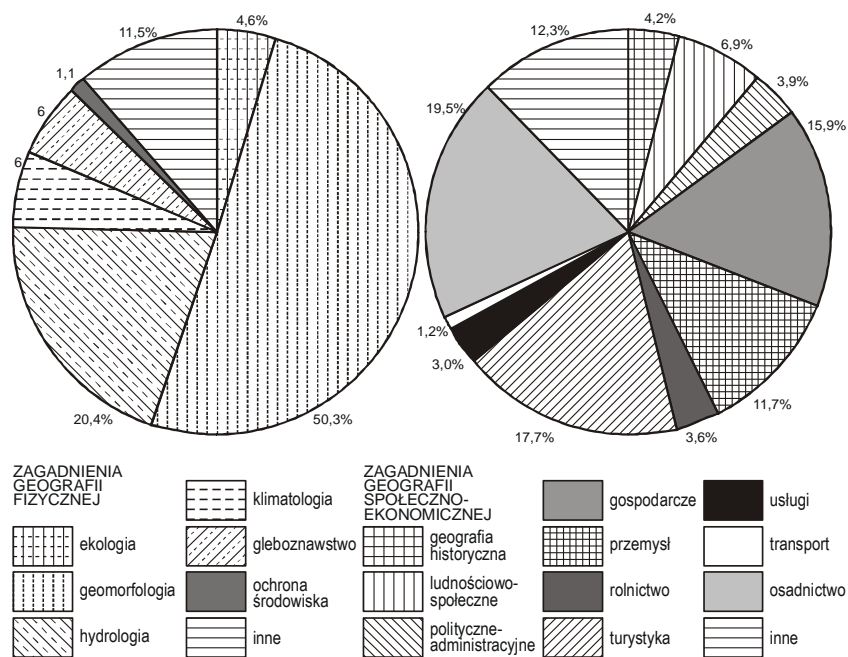 4,6%
11,5%
1,1
6
6
20,4%
50,3%
4,2%
6,9%
3,9%
15,9%
12,3%
19,5%
1,2%
3,0%
17,7%
3,6%
11,7%
ZAGADNIENIA
GEOGRAFII
FIZYCZNEJ
ekologia
geomorfologia
hydrologia
klimatologia
gleboznawstwo
ochrona
środowiska
inne
ZAGADNIENIA
GEOGRAFII
SPOŁECZNO-
EKONOMICZNEJ
geografia
historyczna
ludnościowo-
społeczne
polityczne-
administracyjne
gospodarcze
przemysł
rolnictwo
turystyka
usługi
transport
osadnictwo
inne